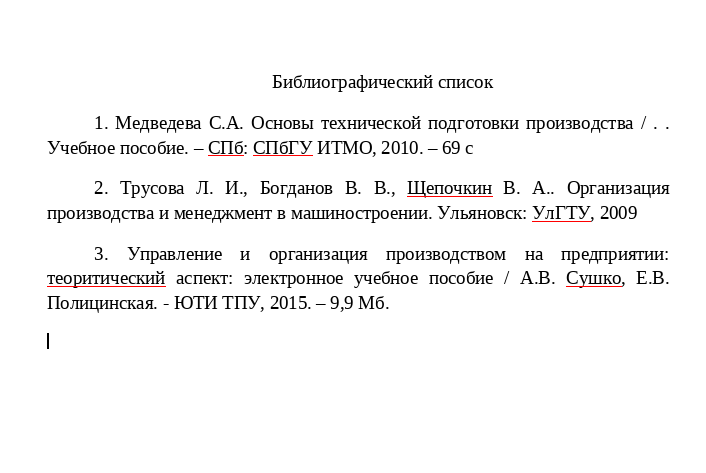 Библиографический список
1. Медведева С.А. Основы технической подготовки производства / . .
Учебное пособие. – СПб: СПбГУ ИТМО, 2010. – 69 с
2. Трусова Л. И., Богданов В. В., Щепочкин В. А.. Организация
производства и менеджмент в машиностроении. Ульяновск: УлГТУ, 2009
3. Управление и организация производством на предприятии:
теоритический аспект: электронное учебное пособие / А.В. Сушко, Е.В.
Полицинская. - ЮТИ ТПУ, 2015. – 9,9 Мб.